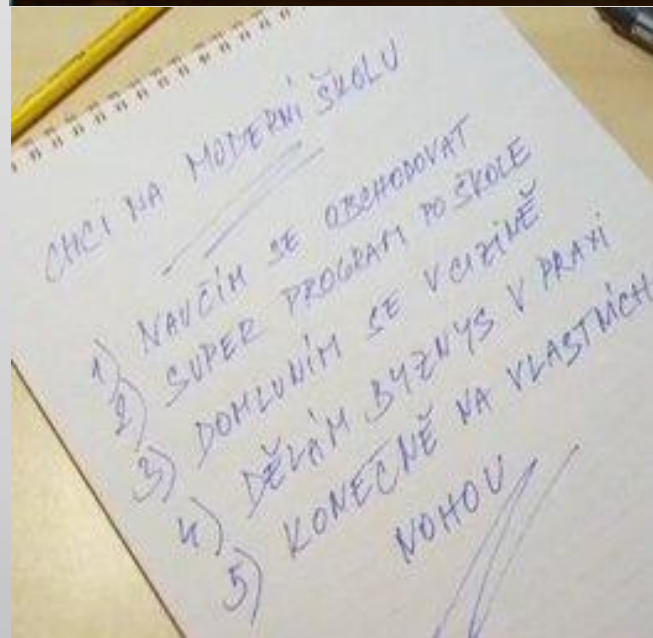 CHCI NA MODERNÍ ŠKOLU
1) NAUČÍM SE OBCHODOVAT
2) SUPER PROGRAM PO ŠKOLE
3) DOMLUVÍM SE V CIZINĚ
4) DĚLÁM BYZNYS V PRAXI
5) KONEČNĚ NA VLASTNÍCH
NOHOU